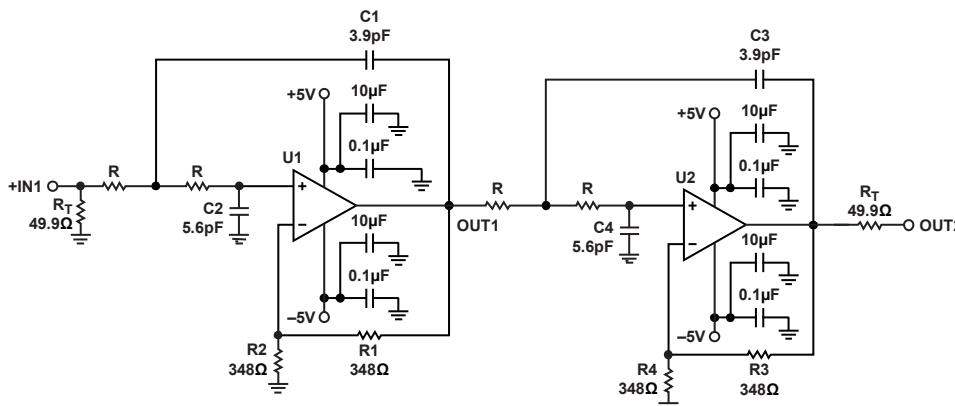 C1
3.9pF
C3
3.9pF
+5V
10µF
0.1µF
U1
+5V
10µF
0.1µF
U2
+IN1
R
R
RT
49.9Ω
C2
5.6pF
+
–
OUT1
R
R
C4
5.6pF
+
–
RT
49.9Ω
OUT2
10µF
0.1µF
–5V
10µF
0.1µF
–5V
R2
348Ω
R1
348Ω
R4
348Ω
R3
348Ω